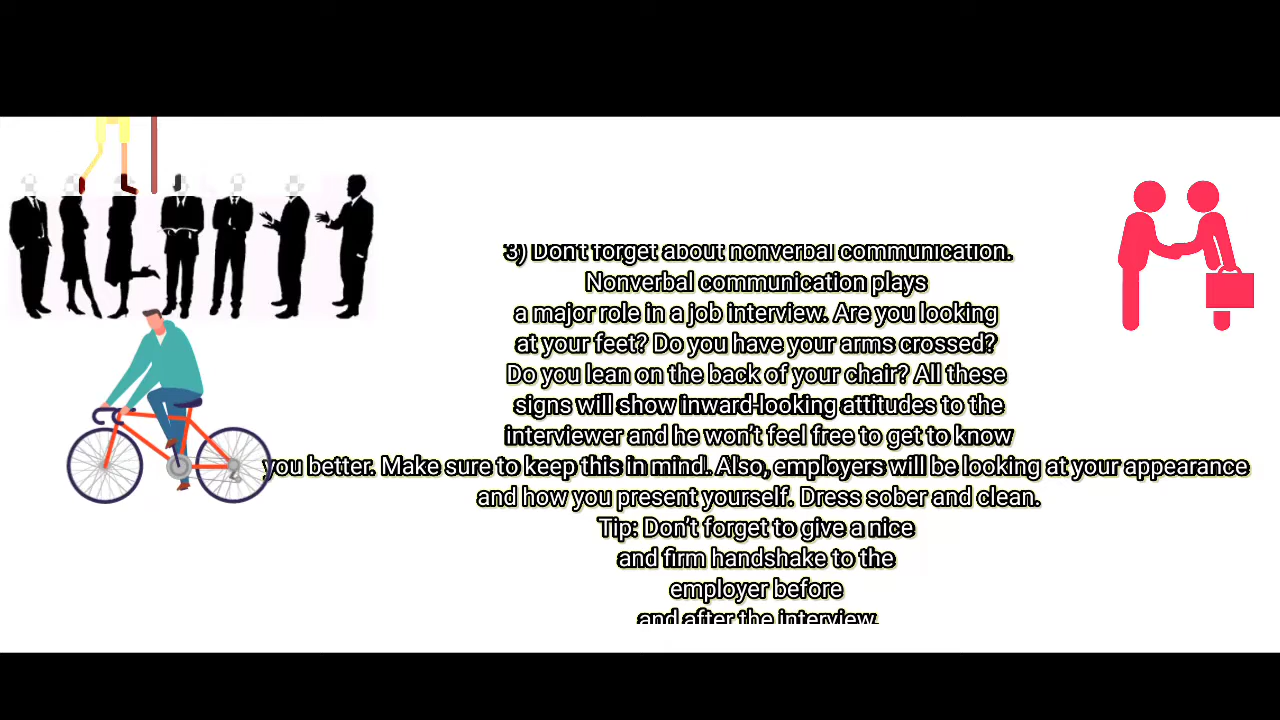 3) Don't forget about nonverbal communication.
Nonverbal communication plays
a major role in a job interview. Are you looking
at your feet? Do you have your arms crossed?
Do you lean on the back of your chair? All these
signs will show inward-looking attitudes to the
interviewer and he won't feel free to get to know
you better. Make sure to keep this in mind. Also, employers will be looking at your appearance
and how you present yourself. Dress sober and clean.
Tip: Don't forget to give a nice
and firm handshake to the
employer before
and after the interview.